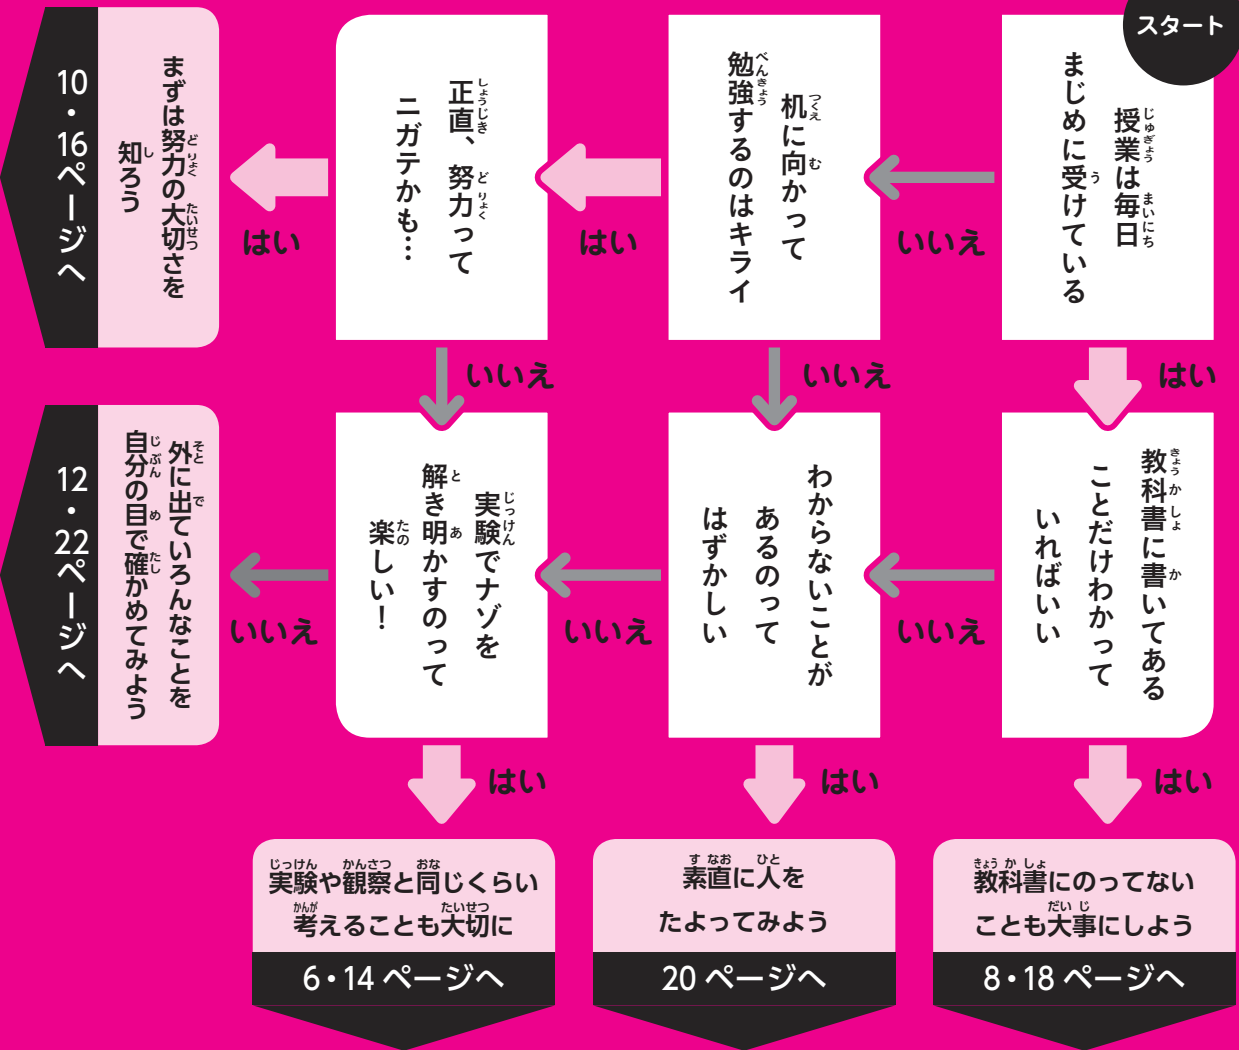 スタート
授業は毎日
まじめに受けている
いいえ
はい
机に向かって
勉強するのはキライ
はい
いいえ
正直、努力って
ニガテかも…
はい
いいえ
まずは努力の大切さを
知ろう
10・16ページへ
教科書に書いてある
ことだけわかって
いればいい
いいえ
はい
わからないことが
あるのって
はずかしい
いいえ
はい
実験でナゾを
解き明かすのって
楽しい！
いいえ
はい
外に出ていろんなことを
自分の目で確かめてみよう
12・22ページへ
教科書にのってない
ことも大事にしよう
8・18 ページへ
素直に人を
たよってみよう
20 ページへ
実験や観察と同じくらい
考えることも大切に
6・14 ページへ